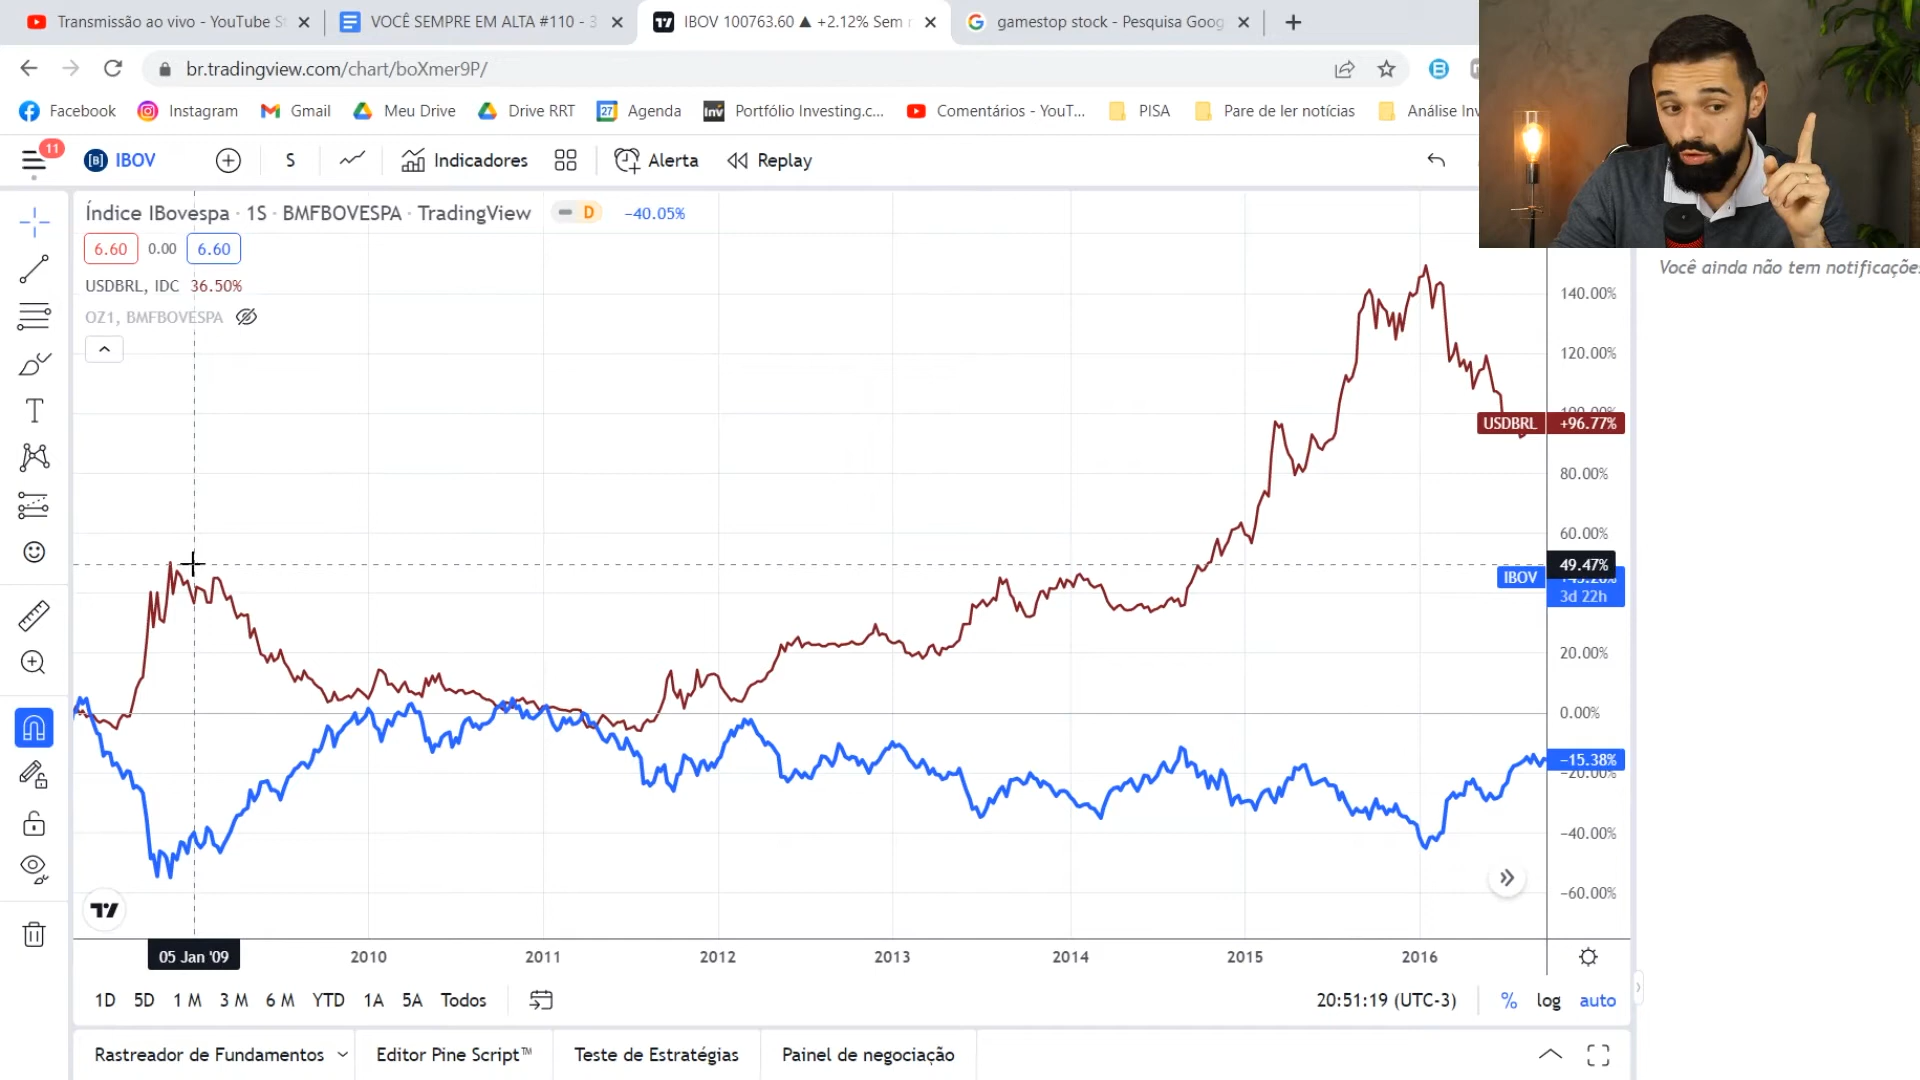 Transmissão ao vivo - YouTube S
VOCÊ SEMPRE EM ALTA #110 - 3
IBOV 100763.60 ▲ +2.12% Sem
gamestop stock - Pesquisa Goog
br.tradingview.com/chart/boXmer9P/
Facebook
Instagram
Gmail
Meu Drive
Drive RRT
27
Agenda
Inv
Portfólio Investing.c...
Comentários - YouT...
PISA
Pare de ler notícias
Análise Inv
11
IBOV
S
Indicadores
Alerta
Replay
Índice IBovespa · 1S · BMFBOVESPA · TradingView
D
−40.05%
6.60
0.00
6.60
USDBRL, IDC 36.50%
OZ1, BMFBOVESPA
Você ainda não tem notificaçõe
140.00%
120.00%
100.00%
USDBRL
+96.77%
80.00%
60.00%
49.47%
IBOV
3d 22h
20.00%
0.00%
−15.38%
−20.00%
−40.00%
−60.00%
05 Jan '09
2010
2011
2012
2013
2014
2015
2016
1D
5D
1 M
3 M
6 M
YTD
1A
5A
Todos
20:51:19 (UTC-3)
%
log
auto
Rastreador de Fundamentos
Editor Pine Script™
Teste de Estratégias
Painel de negociação